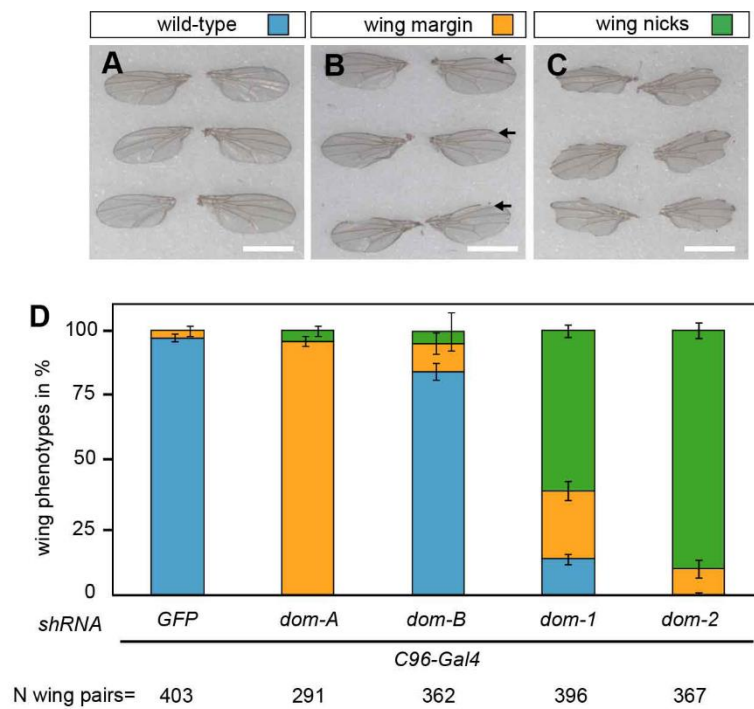 wild-type
wing margin
wing nicks
A
B
C
D
wing phenotypes in %
100
75
50
25
0
shRNA GFP dom-A dom-B dom-1 dom-2
C96-Gal4
N wing pairs= 403 291 362 396 367